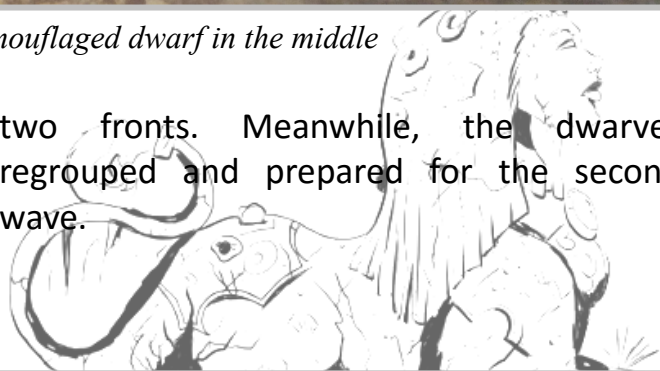 mouflaged dwarf in the middle
two fronts. Meanwhile, the dwarve
regrouped and prepared for the secon
wave.